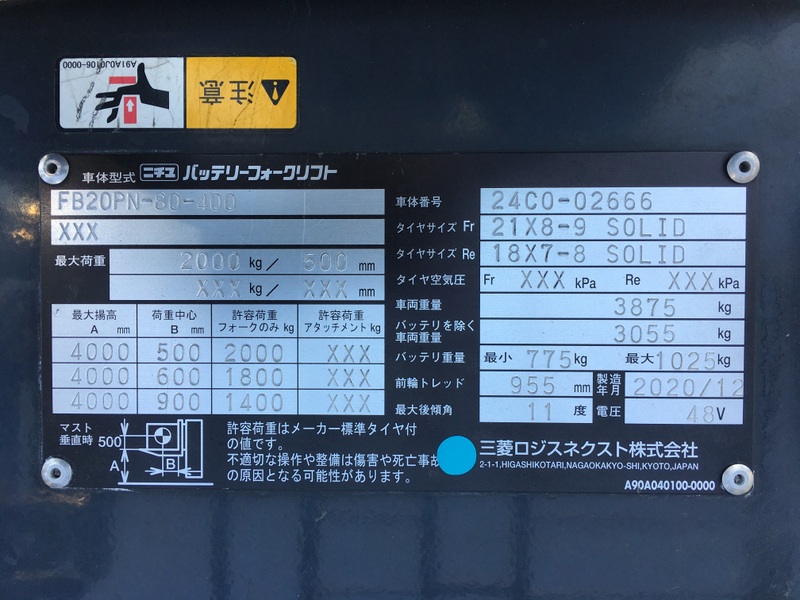 A91A0J0106-0000
注意
車体型式 ニチユ バッテリーフォークリフト
FB20PN-80-400
XXX
最大荷重 2000 kg/ 500 mm
XXX kg/ XXX mm
最大揚高 A mm 荷重中心 B mm 許容荷重 フォークのみ kg 許容荷重 アタッチメント kg
4000 500 2000 XXX
4000 600 1800 XXX
4000 900 1400 XXX
マスト垂直時 500 A B
許容荷重はメーカー標準タイヤ付
の値です。
不適切な操作や整備は傷害や死亡事故
の原因となる可能性があります。
車体番号 24C0-02666
タイヤサイズ Fr 21X8-9 SOLID
タイヤサイズ Re 18X7-8 SOLID
タイヤ空気圧 Fr XXX kPa Re XXX kPa
車両重量 3875 kg
バッテリを除く車両重量 3055 kg
バッテリ重量 最小 775 kg 最大 1025 kg
前輪トレッド 955 mm 製造年月 2020/12
最大後傾角 11 度 電圧 48 V
三菱ロジスネクスト株式会社
2-1-1,HIGASHIKOTARI,NAGAOKAKYO-SHI,KYOTO,JAPAN
A90A040100-0000